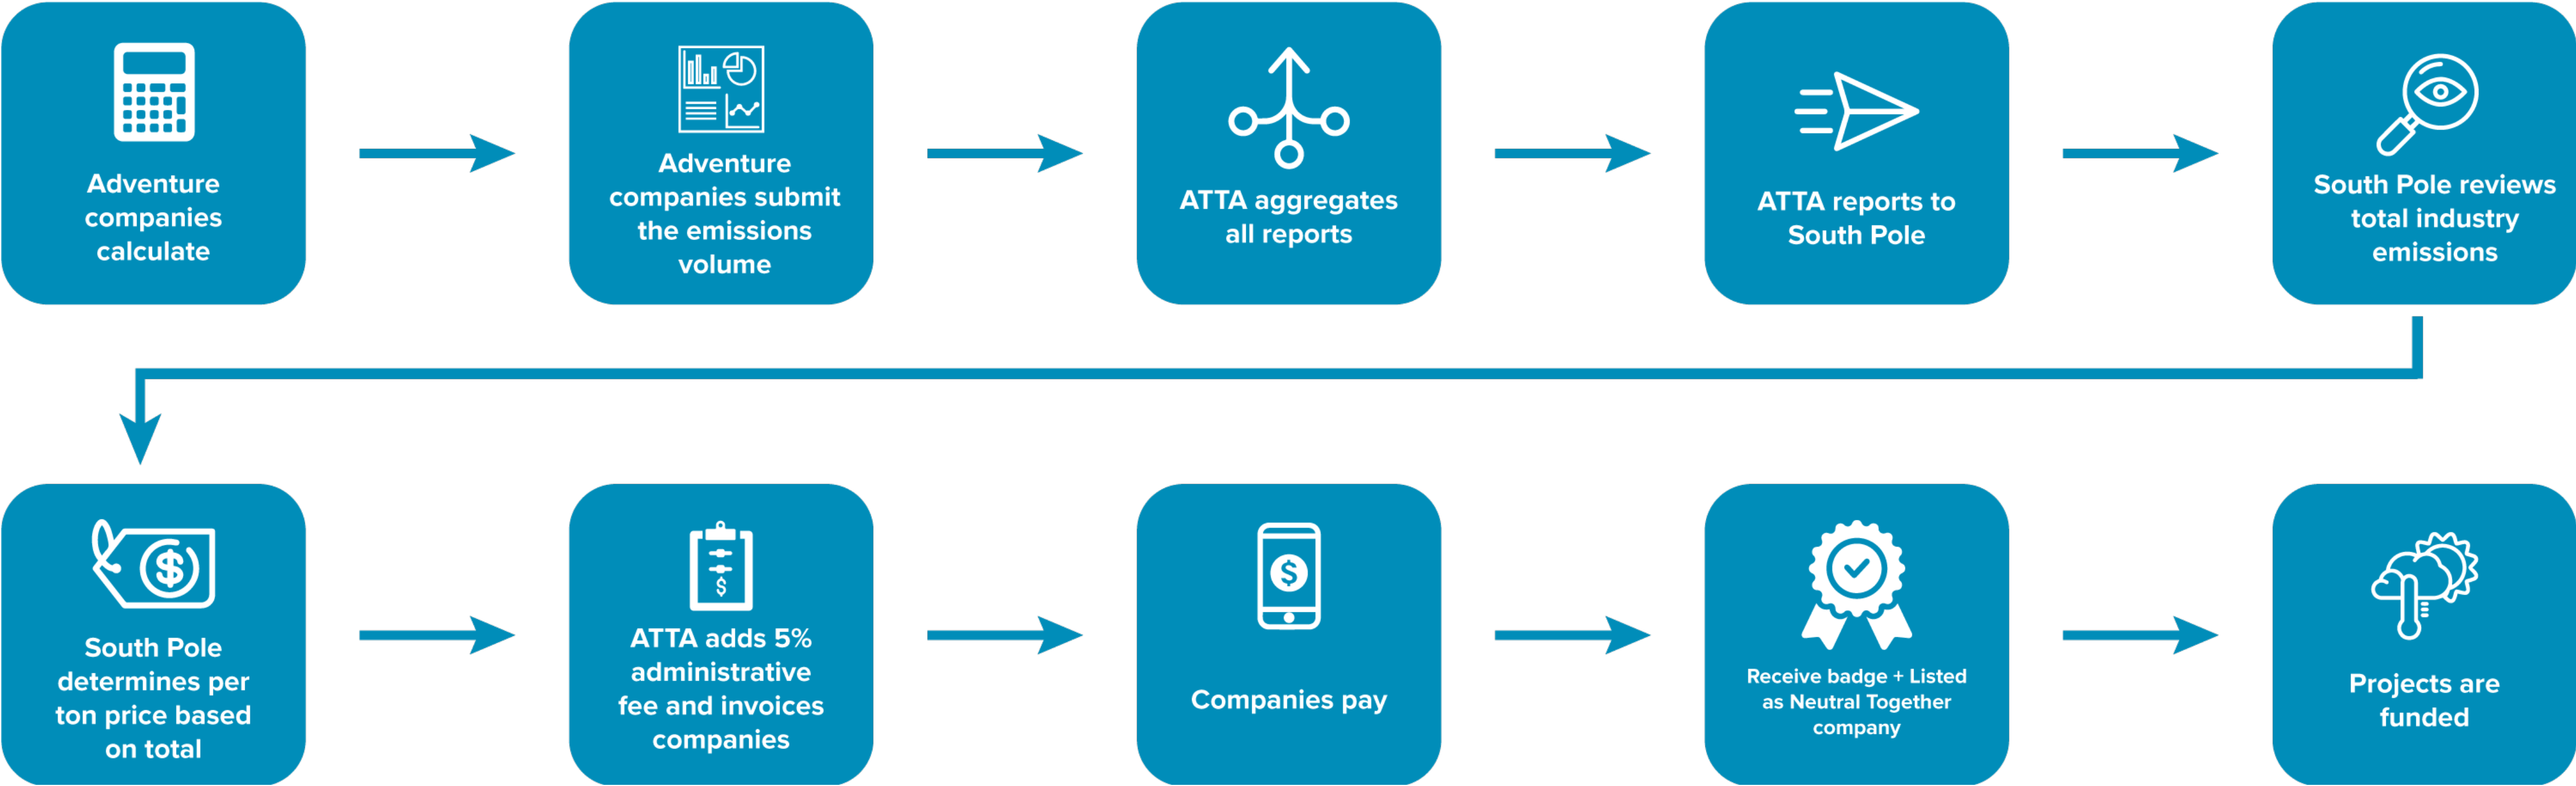 Adventure
companies
calculate
Adventure
companies submit
the emissions
volume
ATTA aggregates
all reports
ATTA reports to
South Pole
South Pole reviews
total industry
emissions
South Pole
determines per
ton price based
on total
ATTA adds 5%
administrative
fee and invoices
companies
Companies pay
Receive badge + Listed
as Neutral Together
company
Projects are
funded